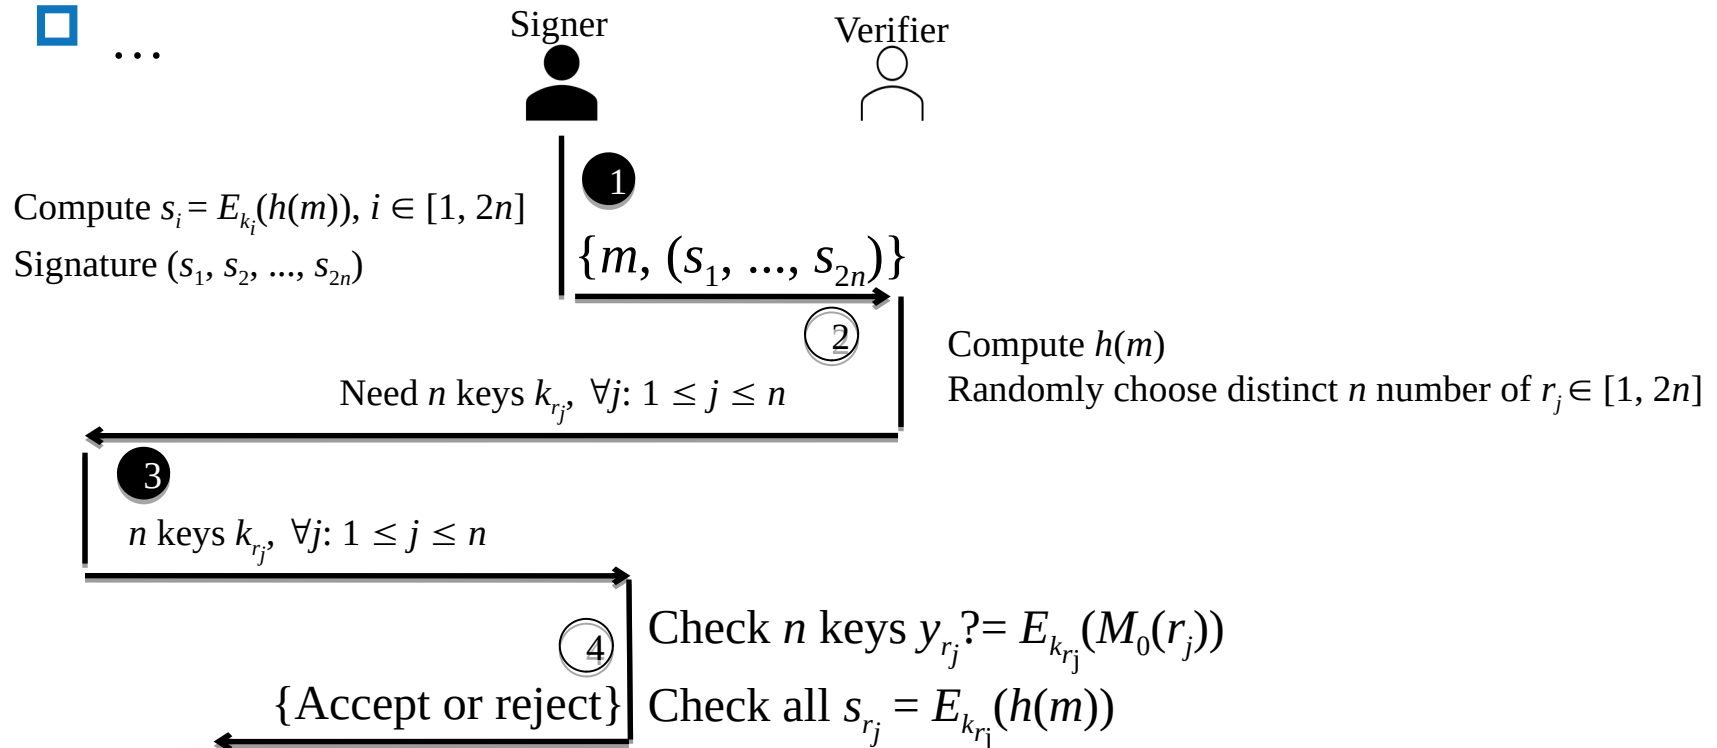 …
Signer
Verifier
1
Compute s_i = E_{k_i}(h(m)), i ∈ [1, 2n]
Signature (s_1, s_2, ..., s_{2n})
{m, (s_1, ..., s_{2n})}
2
Compute h(m)
Randomly choose distinct n number of r_j ∈ [1, 2n]
Need n keys k_{r_j}, ∀j: 1 ≤ j ≤ n
3
n keys k_{r_j}, ∀j: 1 ≤ j ≤ n
4
Check n keys y_{r_j}?= E_{k_{r_j}}(M_0(r_j))
{Accept or reject}
Check all s_{r_j} = E_{k_{r_j}}(h(m))